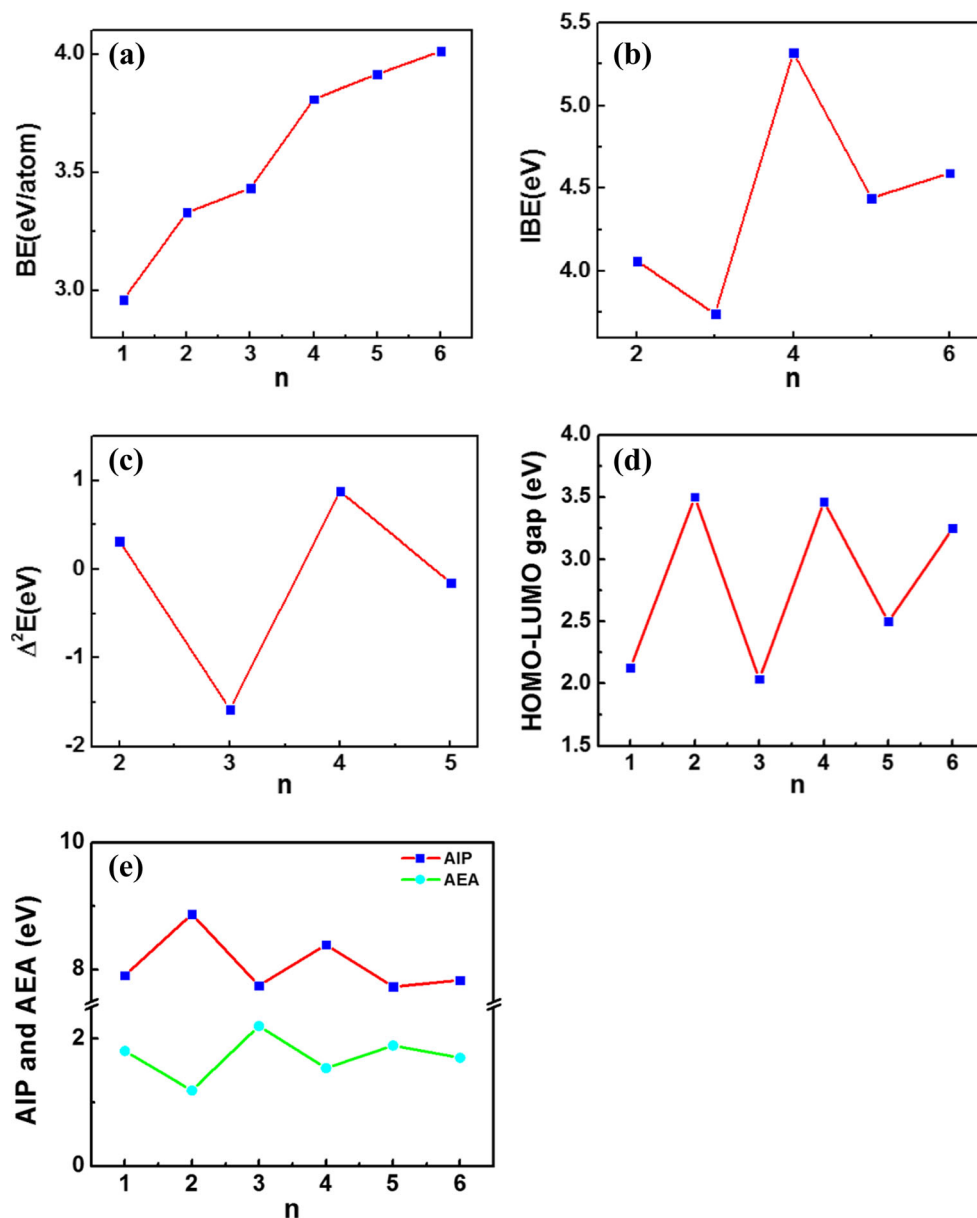 (a)
BE(eV/atom)
4.0
3.5
3.0
1 2 3 4 5 6
n
(b)
IBE(eV)
5.5
5.0
4.5
4.0
2 4 6
n
(c)
Δ²E(eV)
1
0
-1
-2
2 3 4 5
n
(d)
HOMO-LUMO gap (eV)
4.0
3.5
3.0
2.5
2.0
1.5
1 2 3 4 5 6
n
(e)
AIP
AEA
AIP and AEA (eV)
10
8
2
0
1 2 3 4 5 6
n